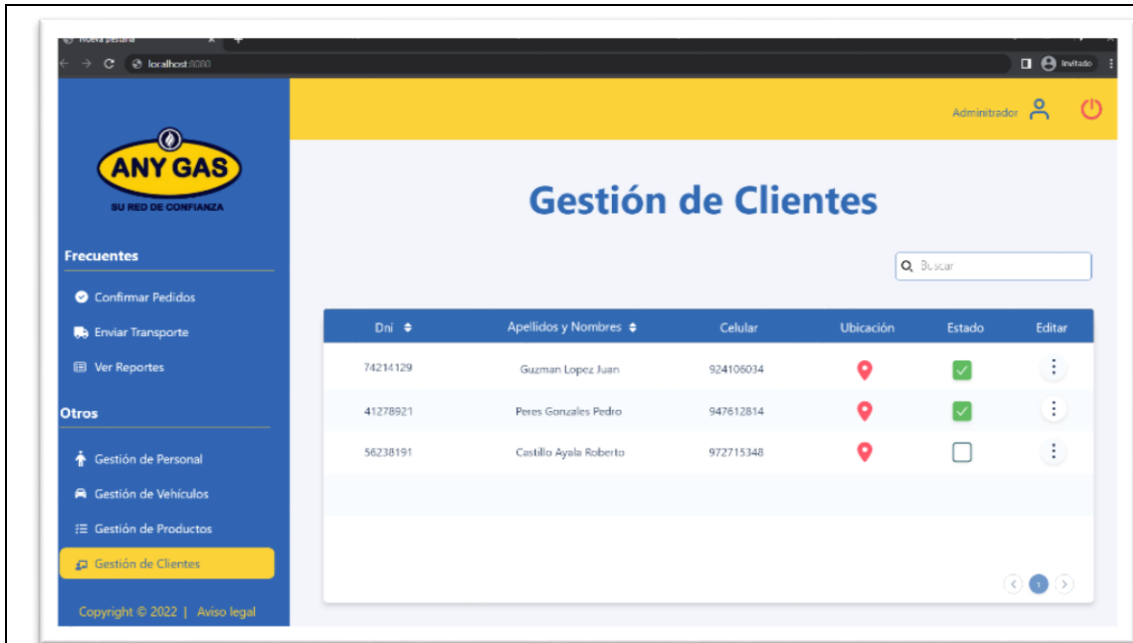 Nueva pestaña
localhost:8080
Invitado
Adminitrador
ANY GAS
SU RED DE CONFIANZA
Gestión de Clientes
Frecuentes
Buscar
Confirmar Pedidos
Enviar Transporte
Ver Reportes
Otros
Gestión de Personal
Gestión de Vehículos
Gestión de Productos
Gestión de Clientes
Copyright © 2022 | Aviso legal
Dni Apellidos y Nombres Celular Ubicación Estado Editar
74214129 Guzman Lopez Juan 924106034
41278921 Peres Gonzales Pedro 947612814
56238191 Castillo Ayala Roberto 972715348
1